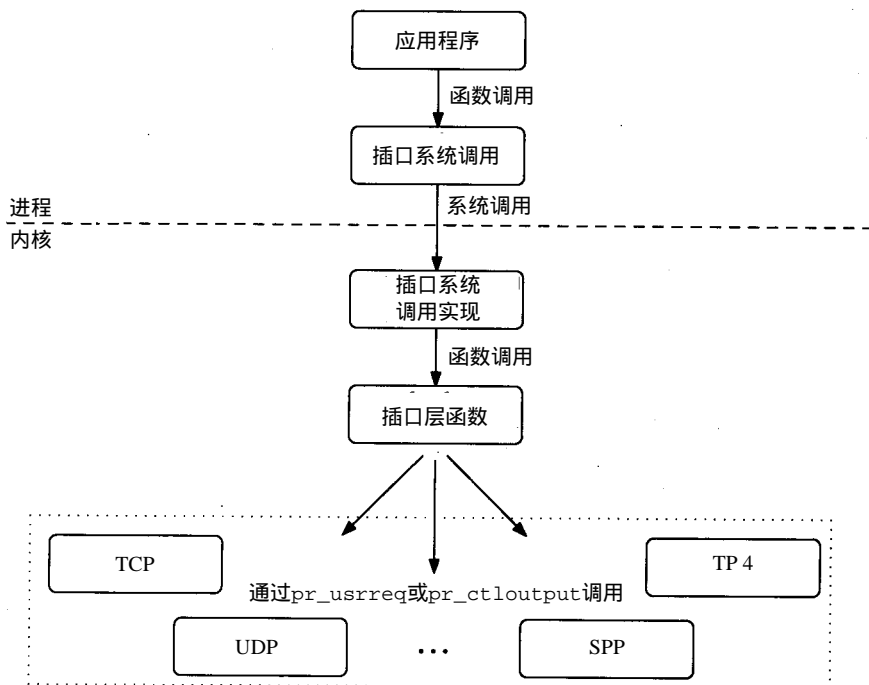 应用程序
函数调用
插口系统调用
系统调用
进程
内核
插口系统
调用实现
函数调用
插口层函数
TCP
TP 4
通过pr_usrreq或pr_ctloutput调用
UDP
...
SPP